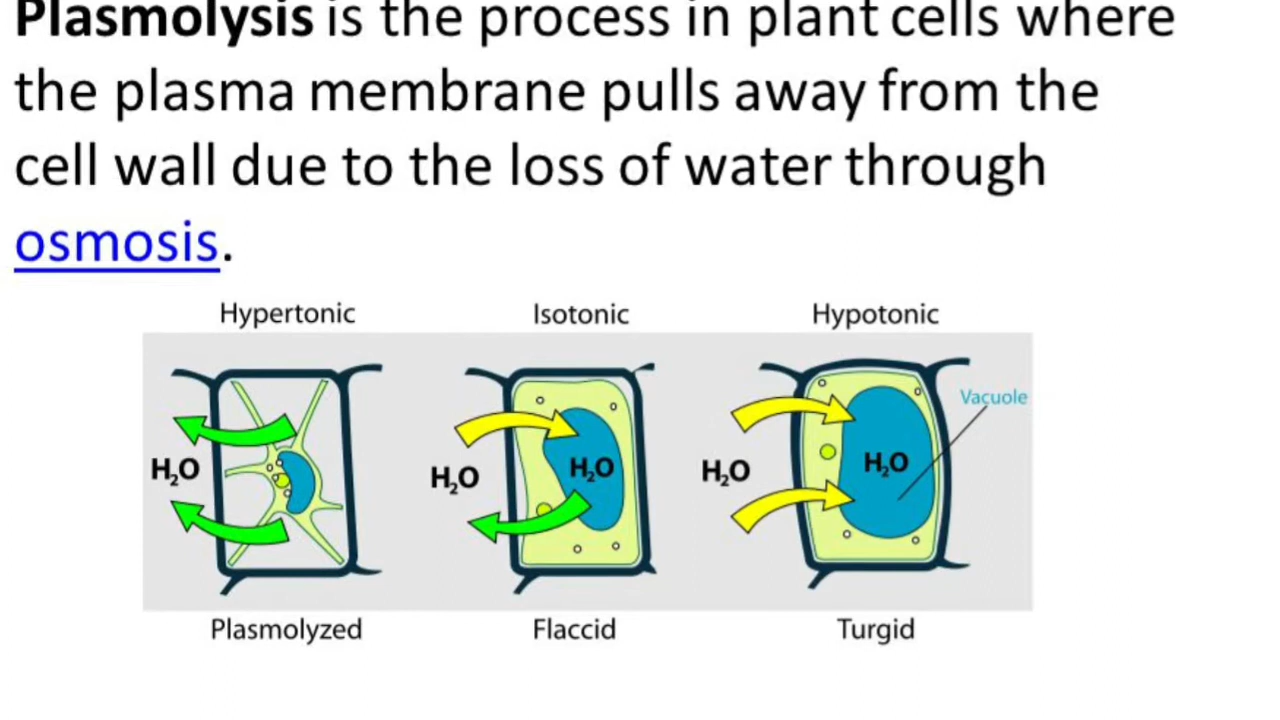 Plasmolysis is the process in plant cells where
the plasma membrane pulls away from the
cell wall due to the loss of water through
osmosis.
Hypertonic Isotonic Hypotonic
Vacuole
H₂O H₂O H₂O H₂O H₂O
Plasmolyzed Flaccid Turgid